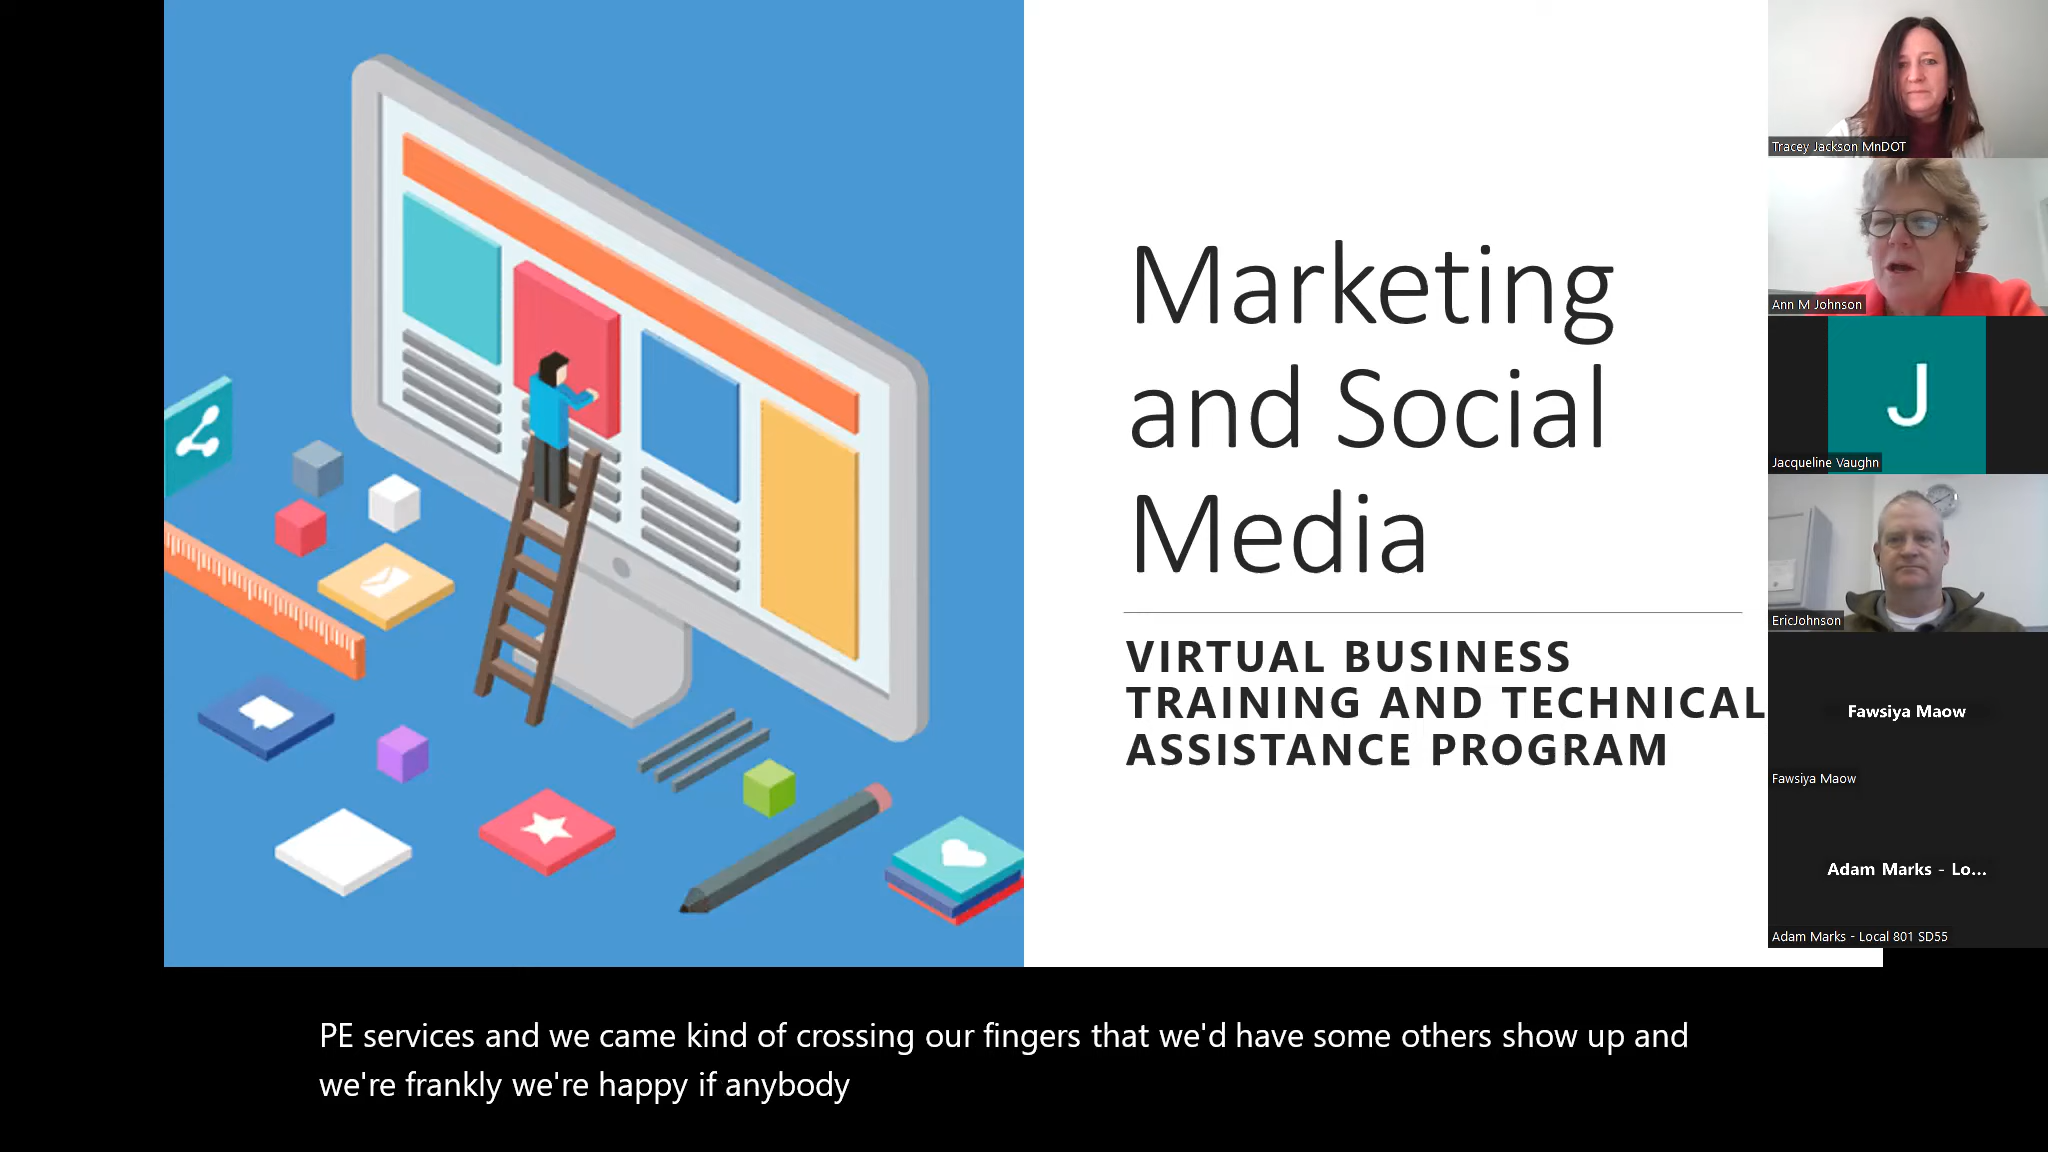 Marketing
and Social
Media
VIRTUAL BUSINESS
TRAINING AND TECHNICAL
ASSISTANCE PROGRAM
Tracey Jackson MnDOT
Ann M Johnson
J
Jacqueline Vaughn
EricJohnson
Fawsiya Maow
Fawsiya Maow
Adam Marks - Lo...
Adam Marks - Local 801 SD55
PE services and we came kind of crossing our fingers that we'd have some others show up and
we're frankly we're happy if anybody